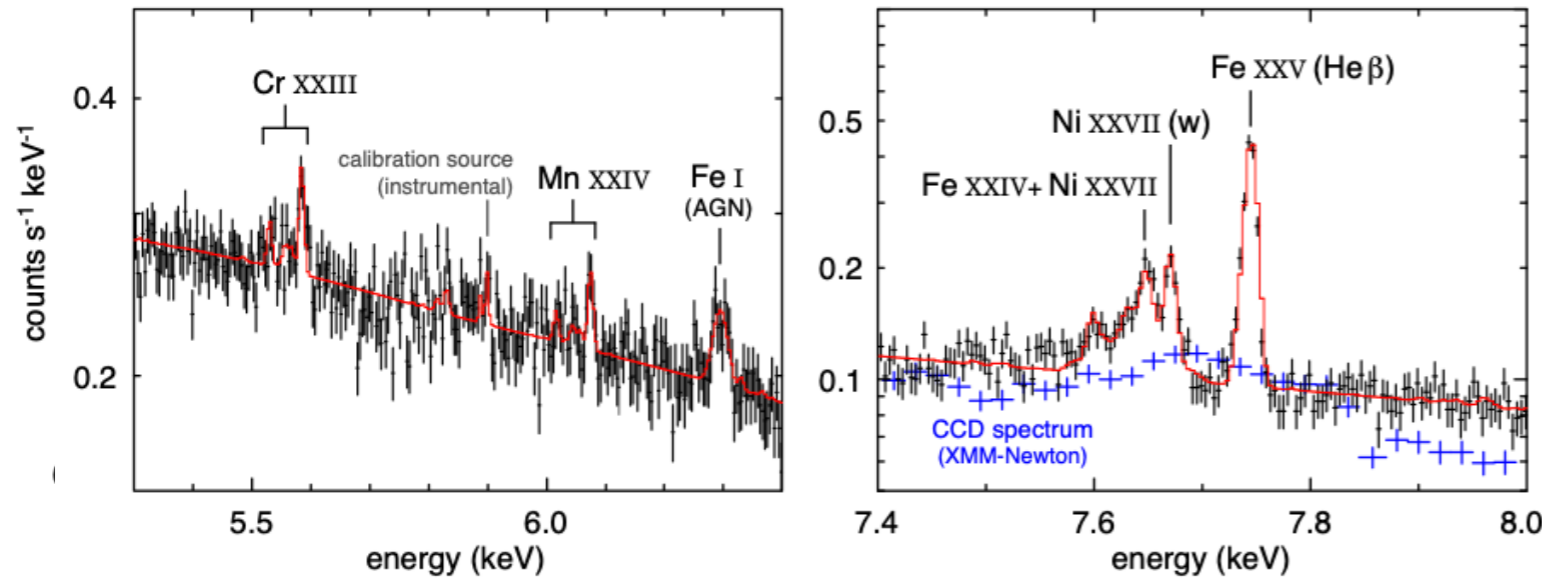 Cr XXIII
calibration source
(instrumental)
Mn XXIV
Fe I
(AGN)
0.4
0.2
counts s⁻¹ keV⁻¹
5.5
6.0
energy (keV)
Fe XXV (He β)
Ni XXVII (w)
Fe XXIV+ Ni XXVII
0.5
0.2
0.1
CCD spectrum
(XMM-Newton)
7.4
7.6
7.8
8.0
energy (keV)